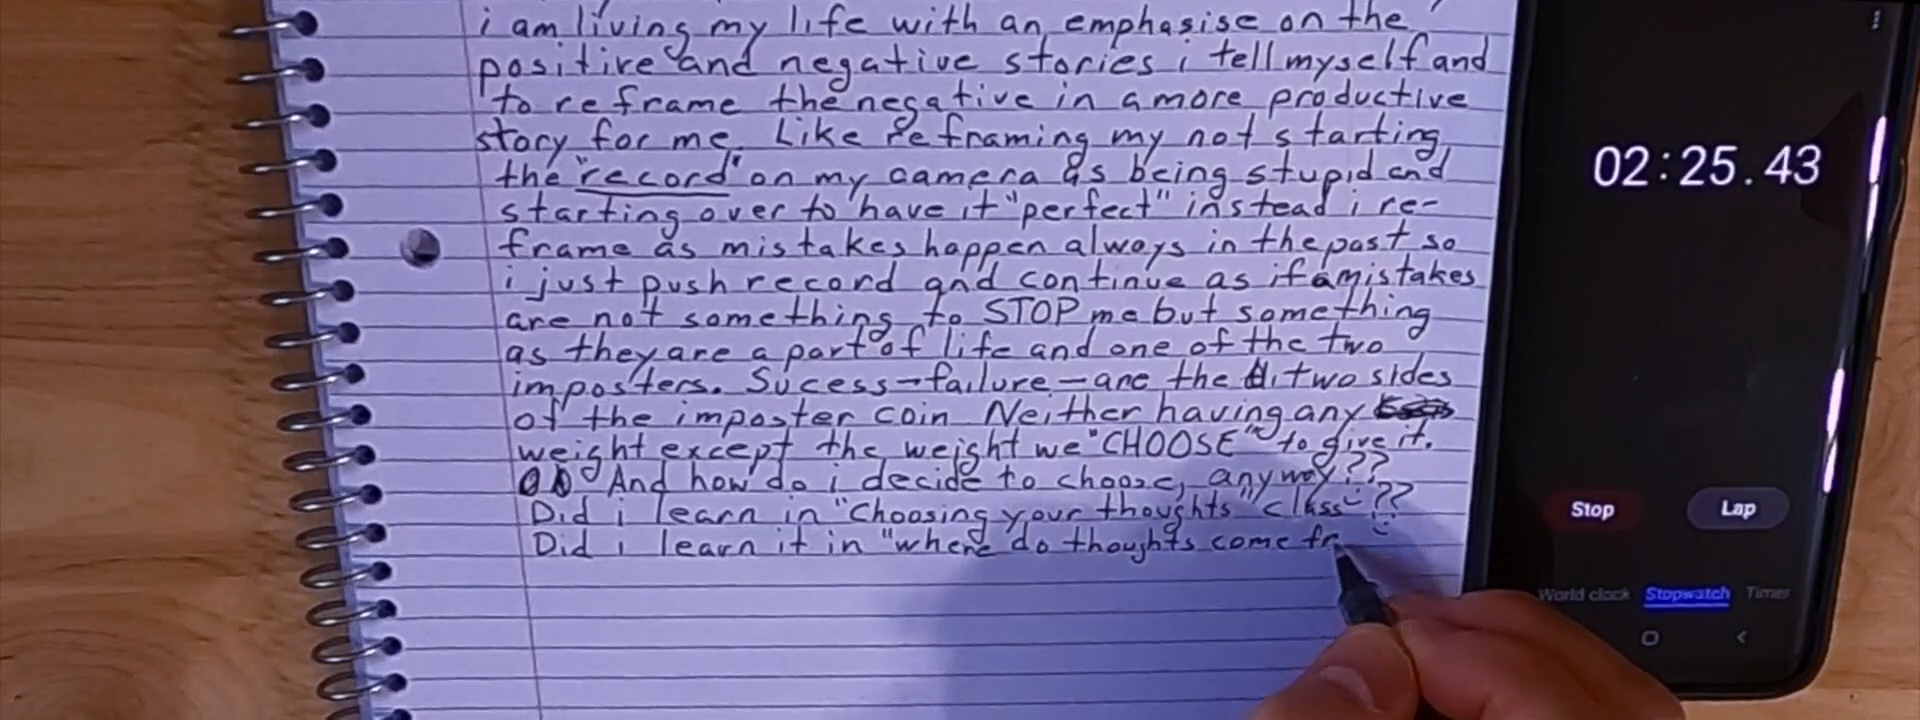 i am living my life with an emphasise on the
positive and negative stories i tell myself and
to reframe the negative in a more productive
story for me. Like reframing my not starting
the "record" on my camera as being stupid and
starting over to have it "perfect" instead i re-
frame as mistakes happen always in the past so
i just push record and continue as if a mistakes
are not something to STOP me but something
as they are a part of life and one of the two
imposters. Sucess-failure-are the two sides
of the imposter coin Neither having any
weight except the weight we "CHOOSE" to give it.
And how do i decide to choose, anyway??
Did i learn in "Choosing your thoughts" class??
Did i learn it in "where do thoughts come fr
02:25.43
Stop
Lap
World clock
Stopwatch
Timer